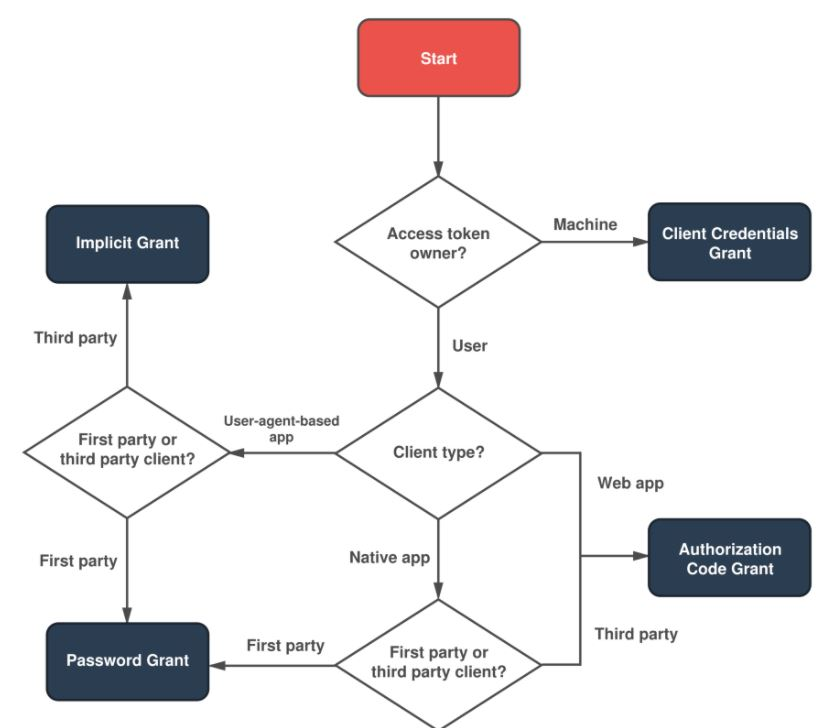 Start
Access token
owner?
Machine
Client Credentials
Grant
Implicit Grant
Third party
User
First party or
third party client?
User-agent-based
app
Client type?
Web app
First party
Native app
Authorization
Code Grant
Password Grant
First party
First party or
third party client?
Third party